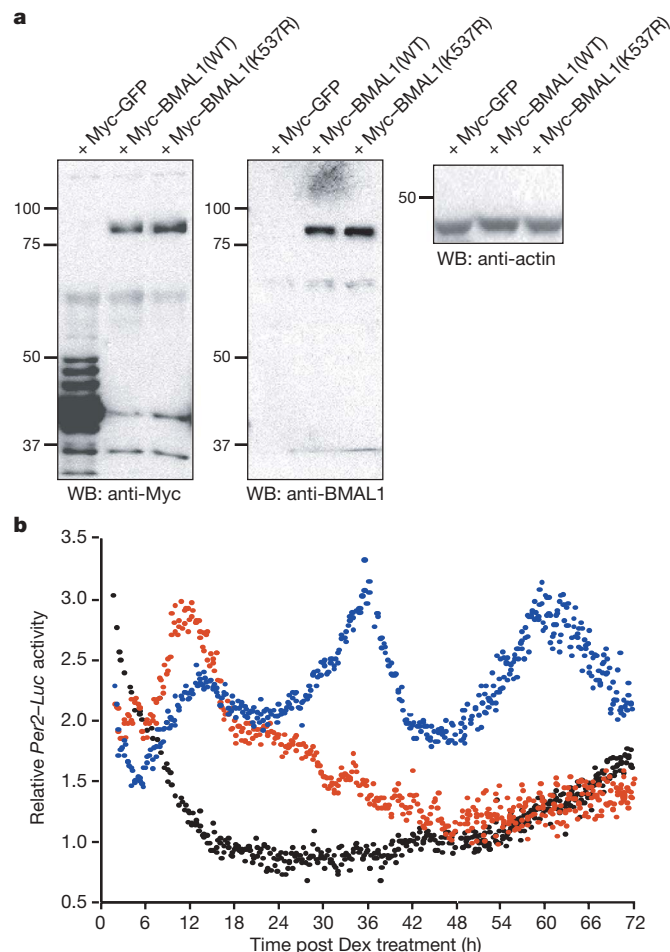 a
+ Myc–GFP
+ Myc–BMAL1(WT)
+ Myc–BMAL1(K537R)
+ Myc–GFP
+ Myc–BMAL1(WT)
+ Myc–BMAL1(K537R)
+ Myc–GFP
+ Myc–BMAL1(WT)
+ Myc–BMAL1(K537R)
100
75
50
37
WB: anti-Myc
100
75
50
37
WB: anti-BMAL1
50
WB: anti-actin
b
Relative Per2–Luc activity
3.5
3.0
2.5
2.0
1.5
1.0
0.5
0 6 12 18 24 30 36 42 48 54 60 66 72
Time post Dex treatment (h)